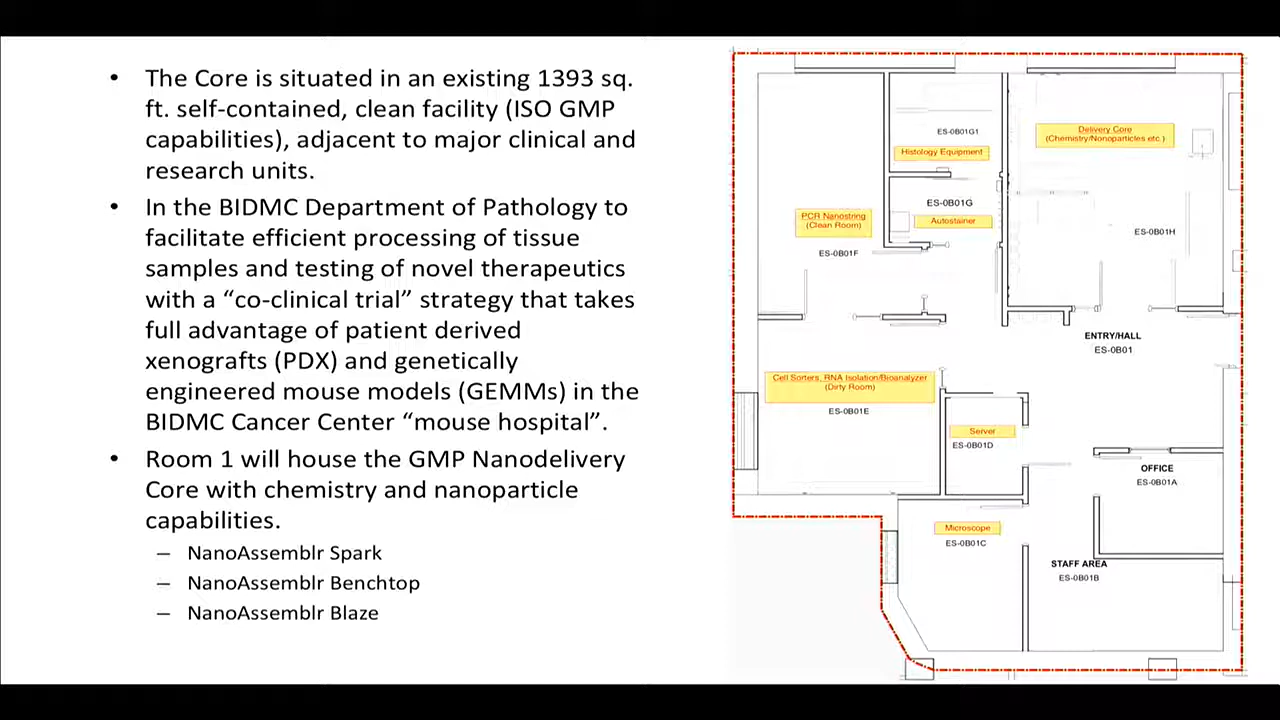 • The Core is situated in an existing 1393 sq.
ft. self-contained, clean facility (ISO GMP
capabilities), adjacent to major clinical and
research units.
• In the BIDMC Department of Pathology to
facilitate efficient processing of tissue
samples and testing of novel therapeutics
with a “co-clinical trial” strategy that takes
full advantage of patient derived
xenografts (PDX) and genetically
engineered mouse models (GEMMs) in the
BIDMC Cancer Center “mouse hospital”.
• Room 1 will house the GMP Nanodelivery
Core with chemistry and nanoparticle
capabilities.
– NanoAssemblr Spark
– NanoAssemblr Benchtop
– NanoAssemblr Blaze
ES-0B01G1
Histology Equipment
Delivery Core
(Chemistry/Nonoparticles etc.)
ES-0B01G
Autostainer
PCR Nanostring
(Clean Room)
ES-0B01F
ES-0B01H
ENTRY/HALL
ES-0B01
Cell Sorters, RNA Isolation/Bioanalyzer
(Dirty Room)
ES-0B01E
Server
ES-0B01D
OFFICE
ES-0B01A
Microscope
ES-0B01C
STAFF AREA
ES-0B01B